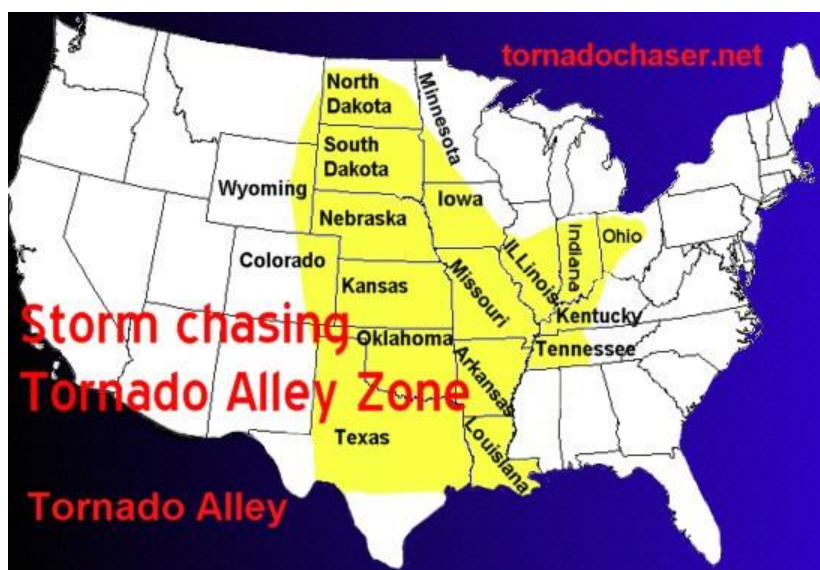 tornadochaser.net
North
Dakota
Minnesota
South
Dakota
Wyoming
Iowa
Nebraska
Ohio
Indiana
ILLinois
Colorado
Kansas
Missouri
Kentucky
Storm chasing
Oklahoma
Tennessee
Arkansas
Tornado Alley Zone
Texas
Louisiana
Tornado Alley